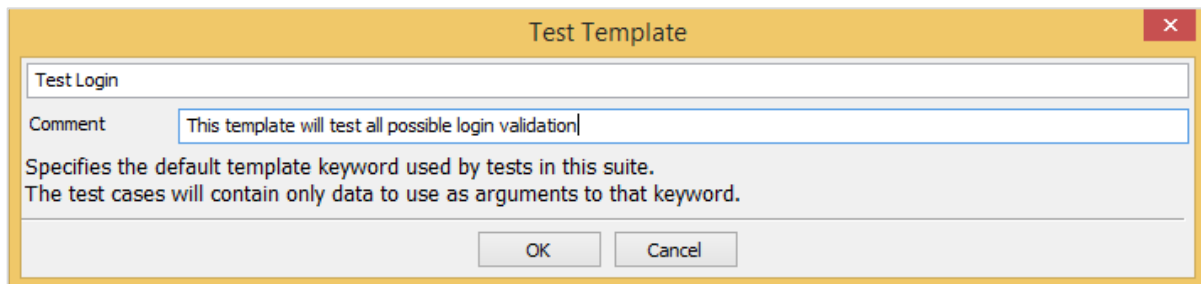 Test Template
Test Login
Comment This template will test all possible login validation
Specifies the default template keyword used by tests in this suite.
The test cases will contain only data to use as arguments to that keyword.
OK Cancel